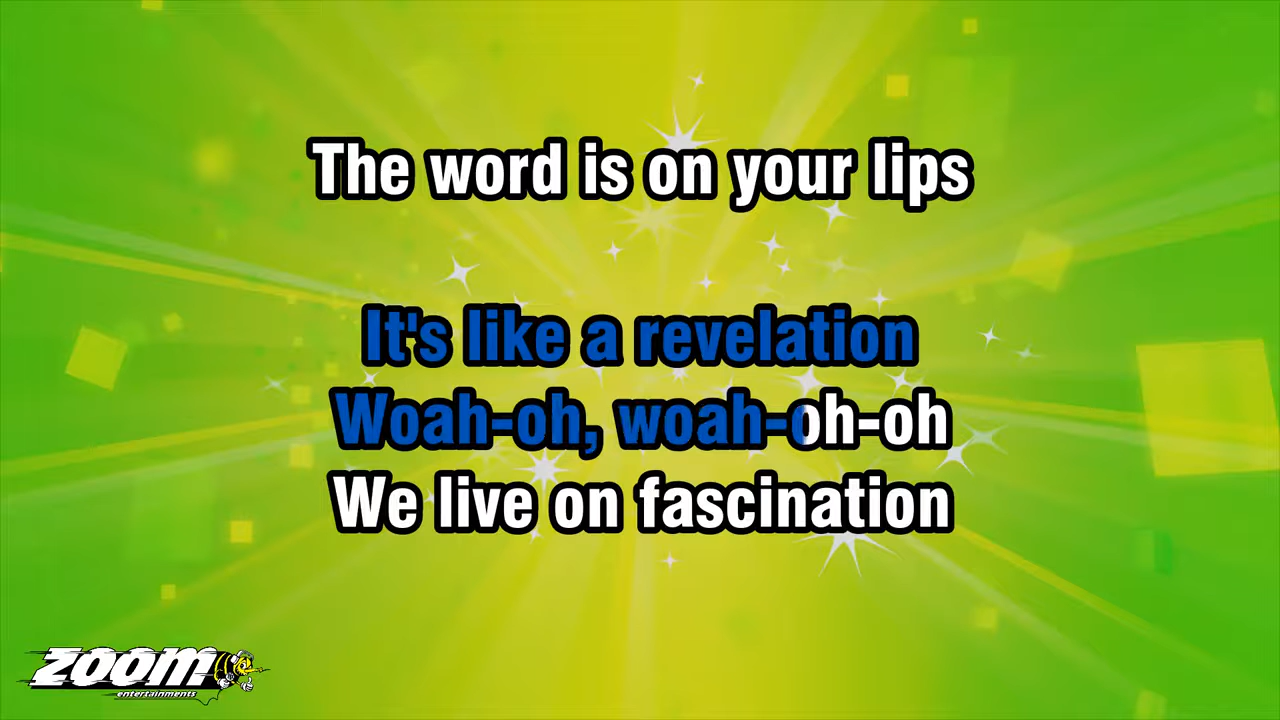 The word is on your lips
It's like a revelation
Woah-oh, woah-oh-oh
We live on fascination
zoom
entertainments